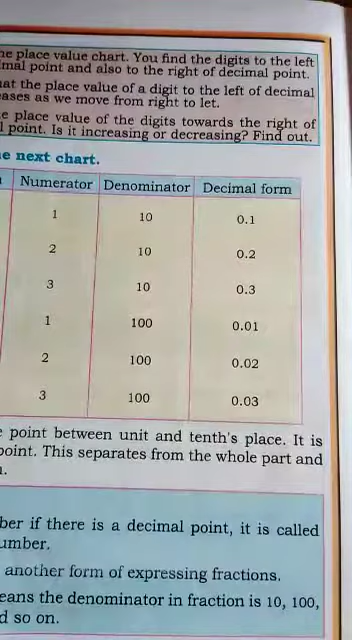 ne place value chart. You find the digits to the left
mal point and also to the right of decimal point.
at the place value of a digit to the left of decimal
eases as we move from right to let.
e place value of the digits towards the right of
l point. Is it increasing or decreasing? Find out.
e next chart.
Numerator Denominator Decimal form
1 10 0.1
2 10 0.2
3 10 0.3
1 100 0.01
2 100 0.02
3 100 0.03
e point between unit and tenth's place. It is
point. This separates from the whole part and
ber if there is a decimal point, it is called
umber.
another form of expressing fractions.
eans the denominator in fraction is 10, 100,
d so on.